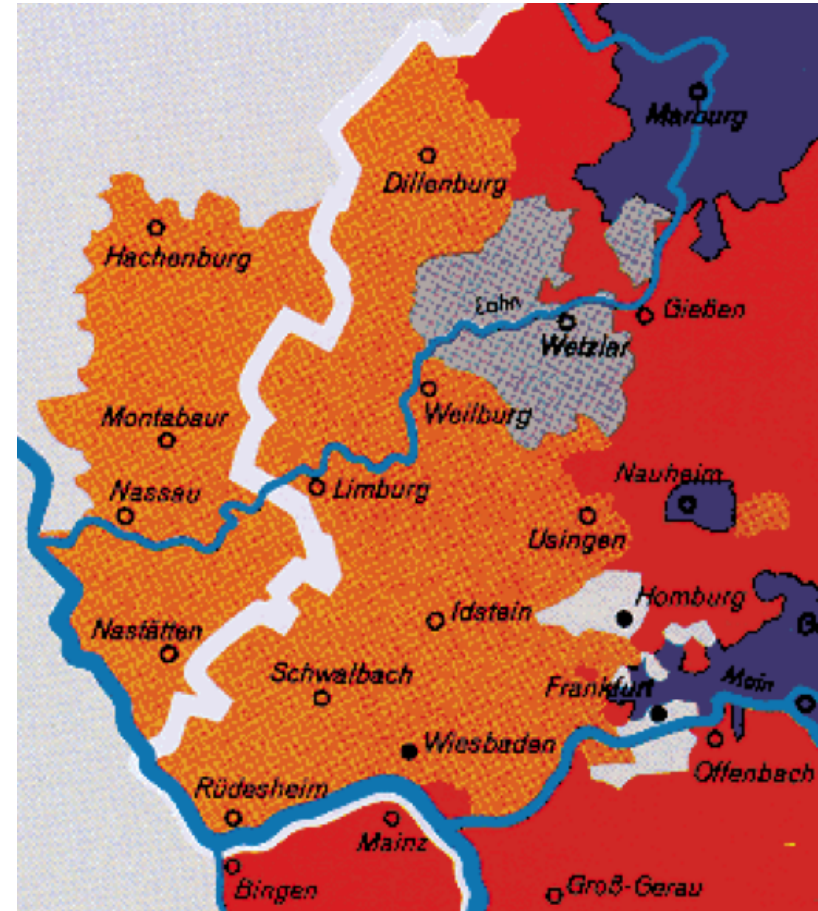 Marburg
Dillenburg
Hachenburg
Lahn
Gießen
Wetzlar
Weilburg
Montabaur
Nauheim
Limburg
Nassau
Usingen
Homburg
Idstein
Nastätten
Schwalbach
Main
Frankfurt
Wiesbaden
Offenbach
Rüdesheim
Mainz
Bingen
Groß-Gerau